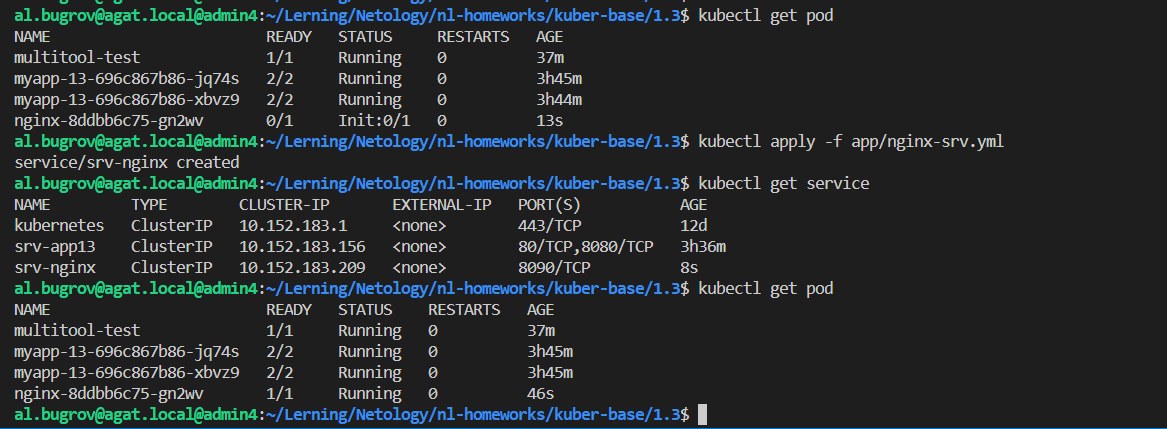 al.bugrov@agat.local@admin4:~/Lerning/Netology/nl-homeworks/kuber-base/1.3$ kubectl get pod
NAME                     READY   STATUS    RESTARTS   AGE
multitool-test           1/1     Running   0          37m
myapp-13-696c867b86-jq74s   2/2     Running   0          3h45m
myapp-13-696c867b86-xbvz9   2/2     Running   0          3h44m
nginx-8ddbb6c75-gn2wv    0/1     Init:0/1   0          13s
al.bugrov@agat.local@admin4:~/Lerning/Netology/nl-homeworks/kuber-base/1.3$ kubectl apply -f app/nginx-srv.yml
service/srv-nginx created
al.bugrov@agat.local@admin4:~/Lerning/Netology/nl-homeworks/kuber-base/1.3$ kubectl get service
NAME         TYPE        CLUSTER-IP       EXTERNAL-IP   PORT(S)           AGE
kubernetes   ClusterIP   10.152.183.1     <none>        443/TCP           12d
srv-app13    ClusterIP   10.152.183.156   <none>        80/TCP,8080/TCP   3h36m
srv-nginx    ClusterIP   10.152.183.209   <none>        8090/TCP          8s
al.bugrov@agat.local@admin4:~/Lerning/Netology/nl-homeworks/kuber-base/1.3$ kubectl get pod
NAME                     READY   STATUS    RESTARTS   AGE
multitool-test           1/1     Running   0          37m
myapp-13-696c867b86-jq74s   2/2     Running   0          3h45m
myapp-13-696c867b86-xbvz9   2/2     Running   0          3h45m
nginx-8ddbb6c75-gn2wv    1/1     Running   0          46s
al.bugrov@agat.local@admin4:~/Lerning/Netology/nl-homeworks/kuber-base/1.3$